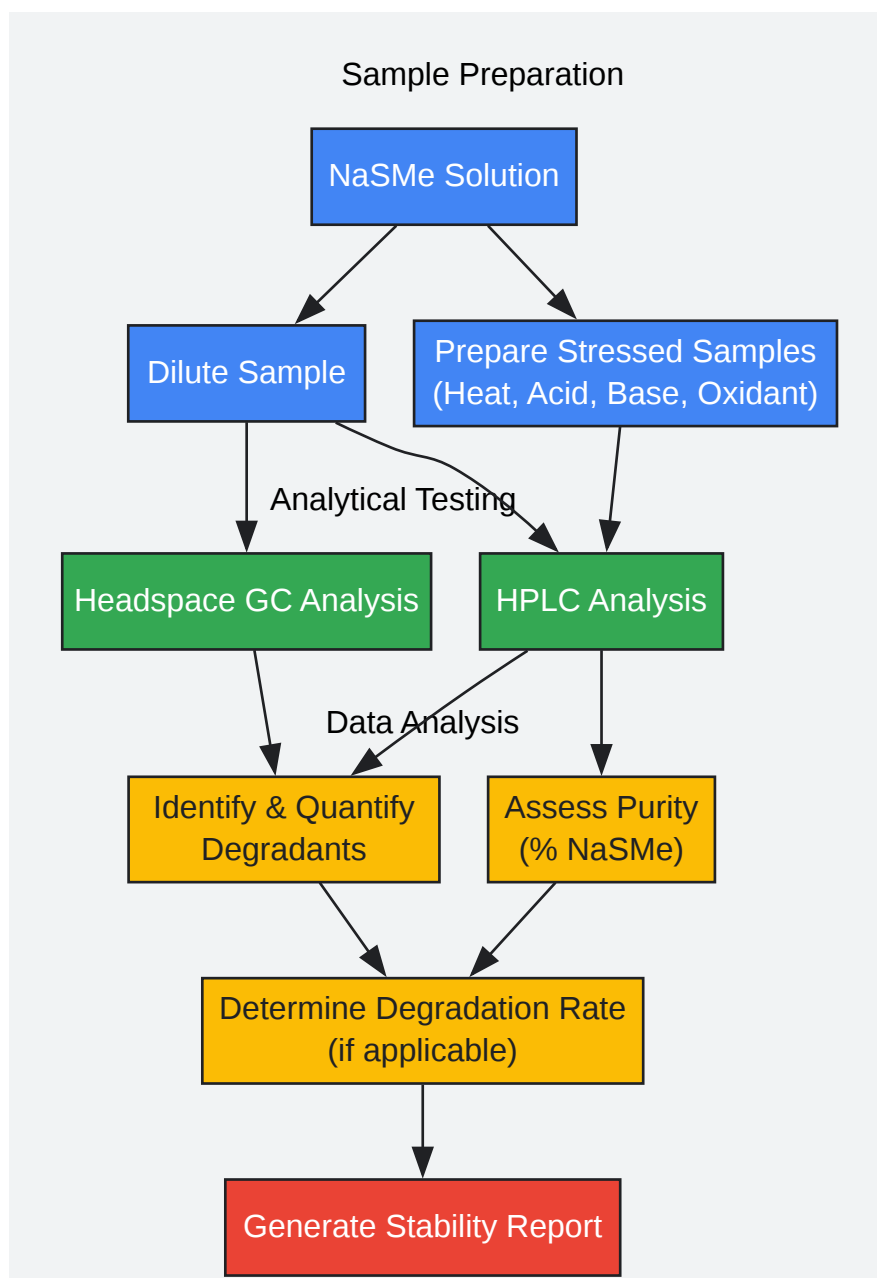 Sample Preparation
NaSMe Solution
Dilute Sample
Prepare Stressed Samples
(Heat, Acid, Base, Oxidant)
Analytical Testing
Headspace GC Analysis
HPLC Analysis
Data Analysis
Identify & Quantify
Degradants
Assess Purity
(% NaSMe)
Determine Degradation Rate
(if applicable)
Generate Stability Report